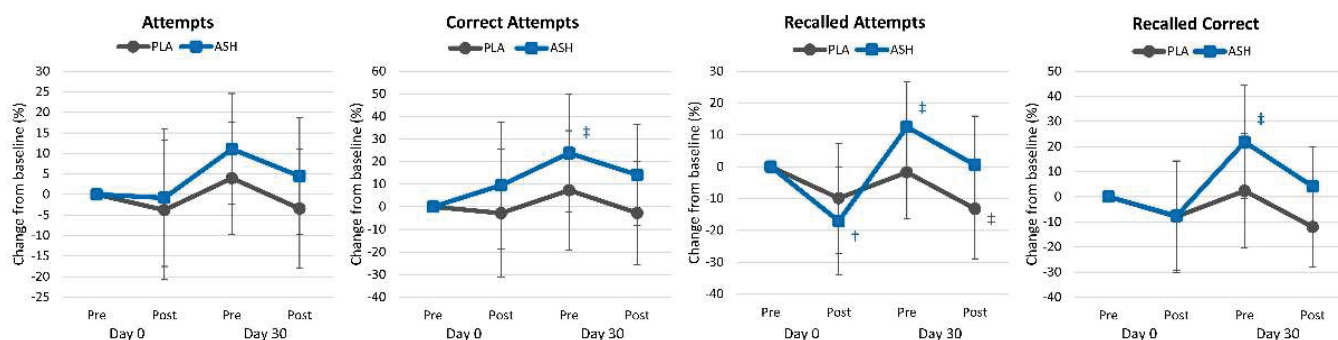 Attempts
PLA ASH
Change from baseline (%)
30
25
20
15
10
5
0
-5
-10
-15
-20
-25
Pre Post Pre Post
Day 0 Day 30
Correct Attempts
PLA ASH
Change from baseline (%)
60
50
40
30
20
10
0
-10
-20
-30
-40
‡
Pre Post Pre Post
Day 0 Day 30
Recalled Attempts
PLA ASH
Change from baseline (%)
30
20
10
0
-10
-20
-30
-40
‡
†
‡
Pre Post Pre Post
Day 0 Day 30
Recalled Correct
PLA ASH
Change from baseline (%)
50
40
30
20
10
0
-10
-20
-30
-40
‡
Pre Post Pre Post
Day 0 Day 30